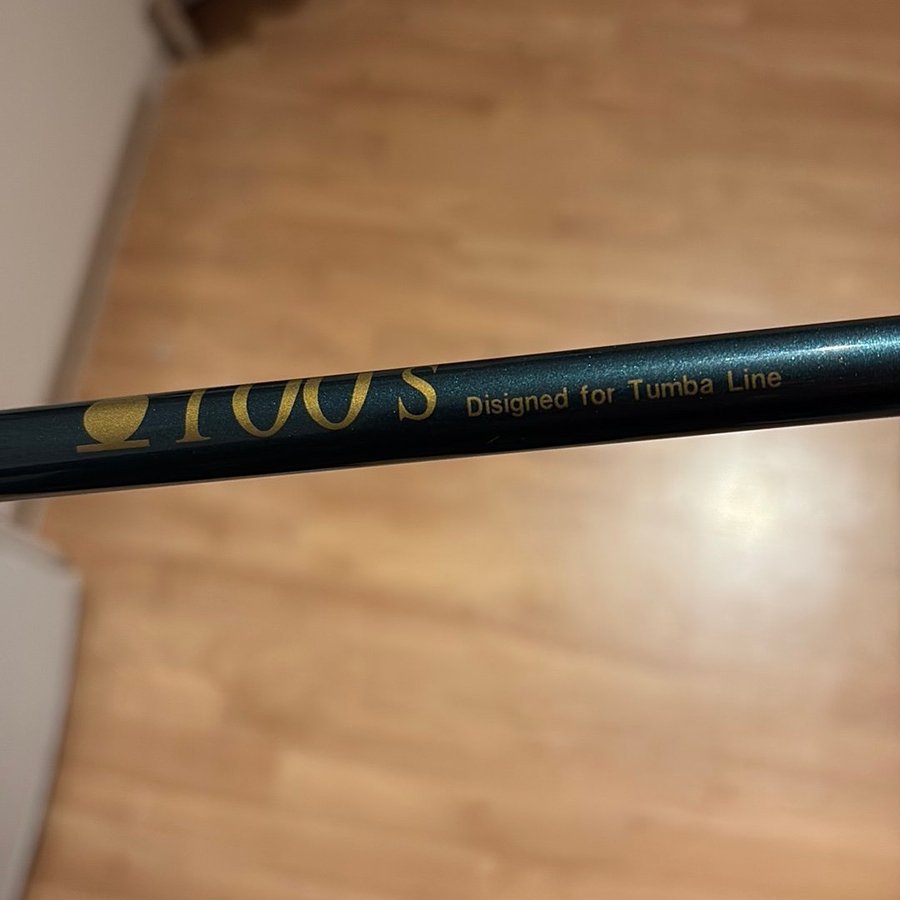 100's Disigned for Tumba Line